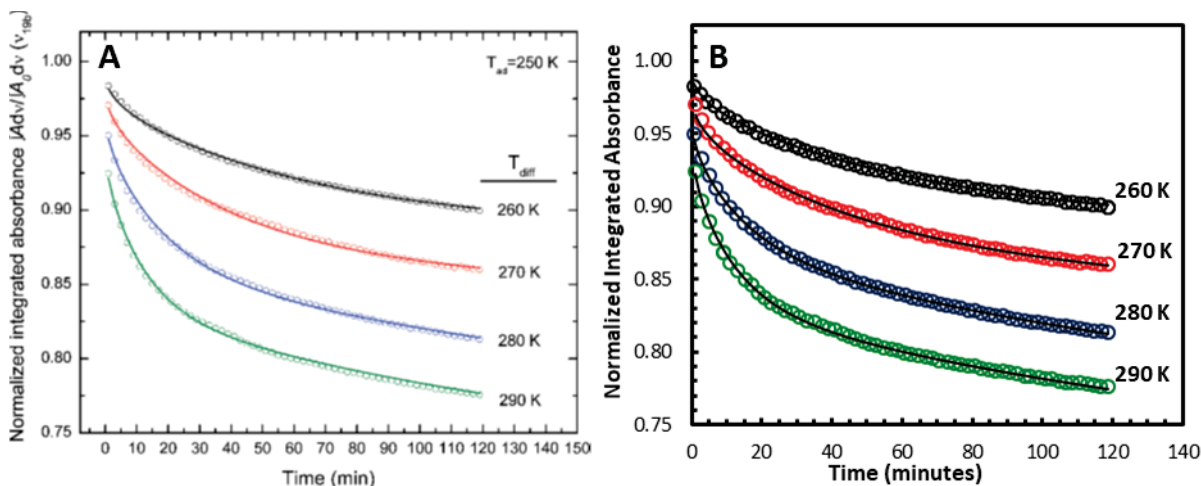 A
T_ad=250 K
T_diff
260 K
270 K
280 K
290 K
1.00
0.95
0.90
0.85
0.80
0.75
0 10 20 30 40 50 60 70 80 90 100 110 120 130 140 150
Time (min)
Normalized integrated absorbance ∫Adν/∫A₀dν (ν₁₉b)
B
260 K
270 K
280 K
290 K
1.00
0.95
0.90
0.85
0.80
0.75
0 20 40 60 80 100 120 140
Time (minutes)
Normalized Integrated Absorbance